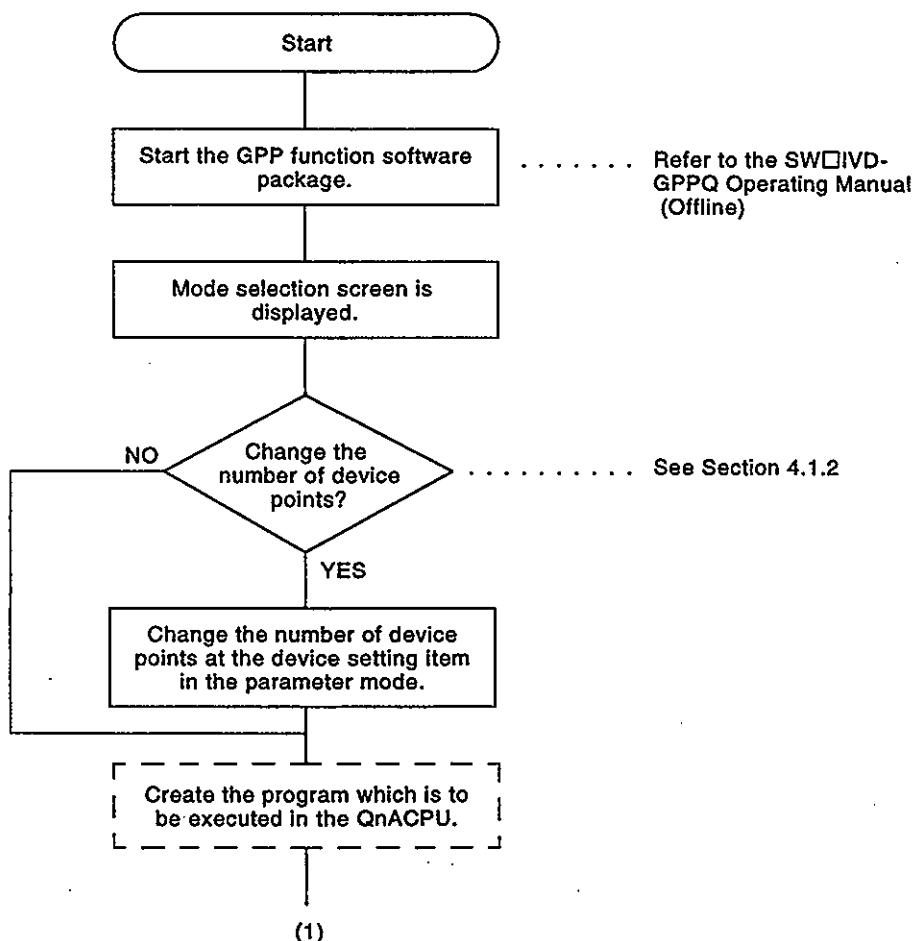 Start
Start the GPP function software
package.
. . . . . . . Refer to the SW□IVD-
GPPQ Operating Manual
(Offline)
Mode selection screen is
displayed.
NO
Change the
number of device
points?
. . . . . . . . . See Section 4.1.2
YES
Change the number of device
points at the device setting item
in the parameter mode.
Create the program which is to
be executed in the QnACPU.
(1)